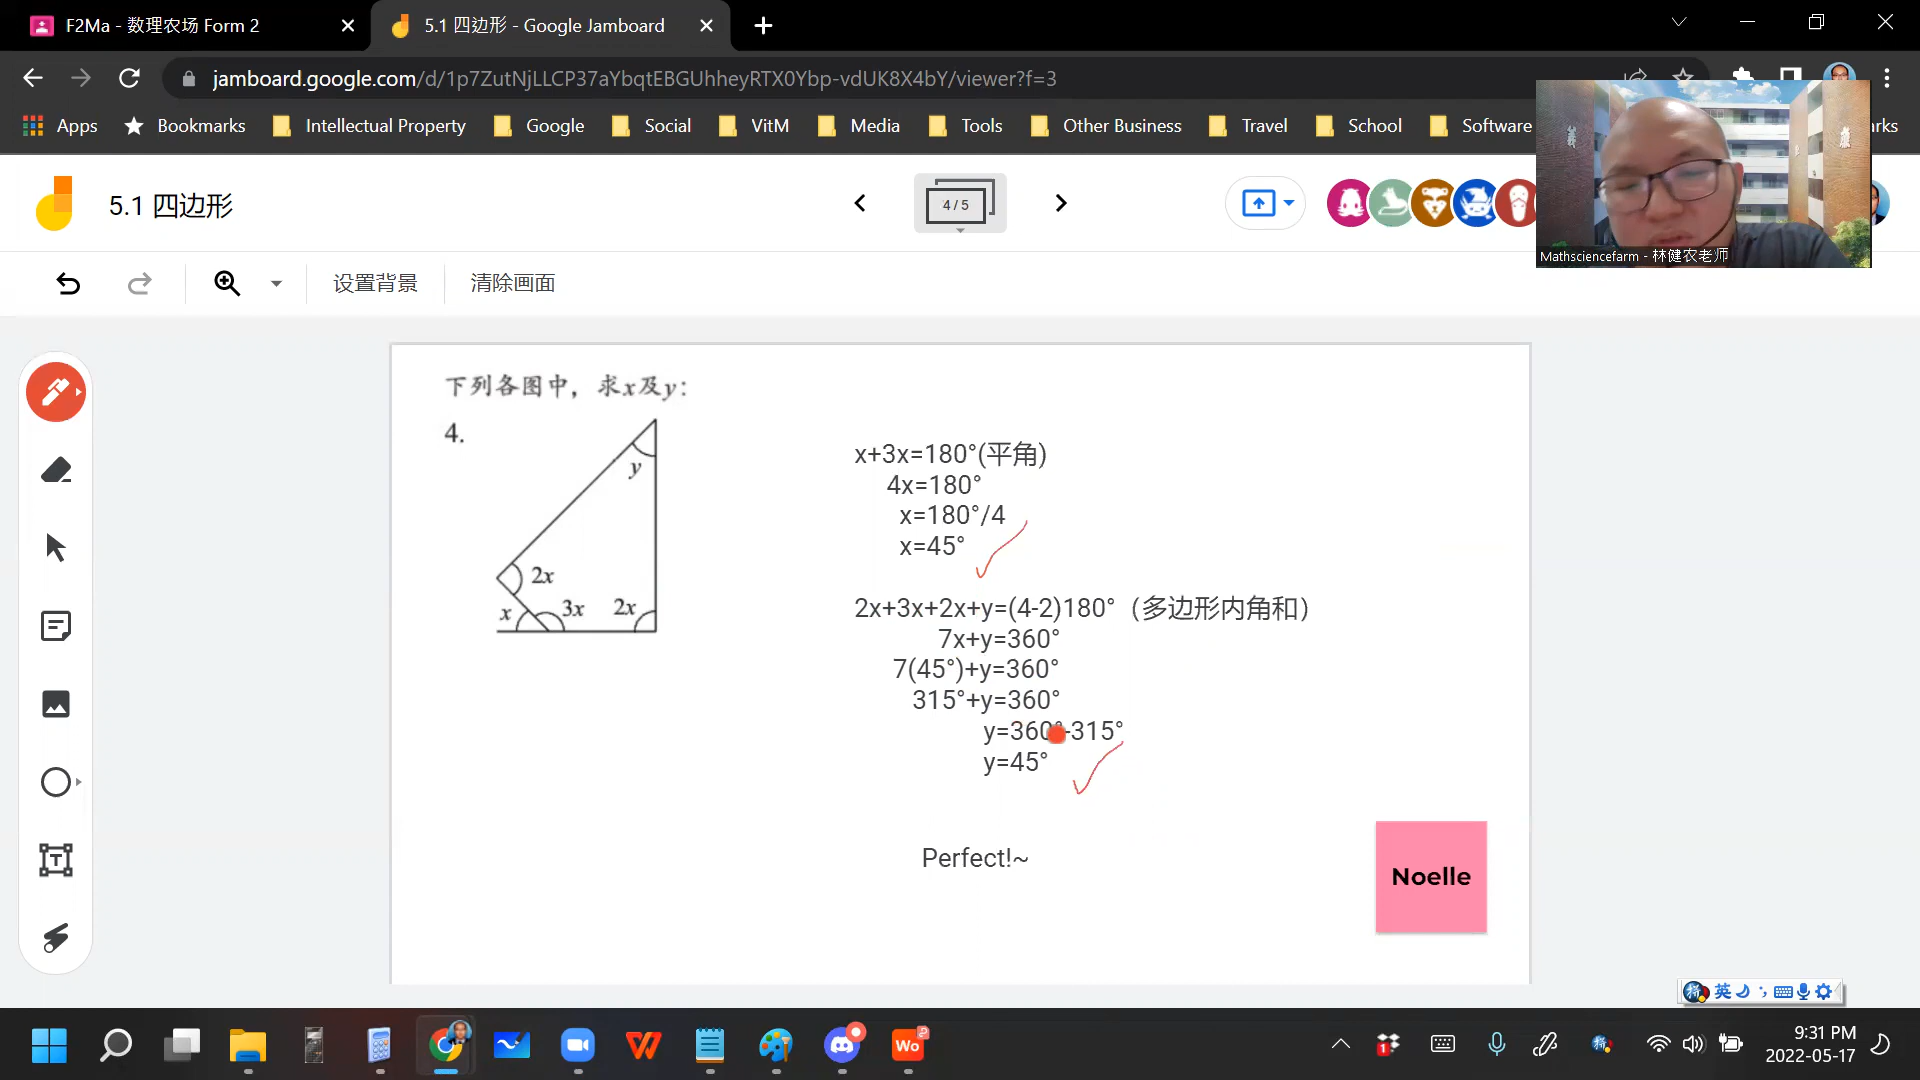 F2Ma - 数理农场 Form 2
5.1 四边形 - Google Jamboard
jamboard.google.com/d/1p7ZutNjLLCP37aYbqtEBGUhheyRTX0Ybp-vdUK8X4bY/viewer?f=3
Apps
Bookmarks
Intellectual Property
Google
Social
VitM
Media
Tools
Other Business
Travel
School
Software
rks
5.1 四边形
4 / 5
Mathsciencefarm - 林健农老师
设置背景
清除画面
下列各图中，求x及y：
4.
y
2x
x
3x
2x
x+3x=180°(平角)
4x=180°
x=180°/4
x=45°
2x+3x+2x+y=(4-2)180°（多边形内角和）
7x+y=360°
7(45°)+y=360°
315°+y=360°
y=360°-315°
y=45°
Perfect!~
Noelle
英
Wo
1
9:31 PM
2022-05-17